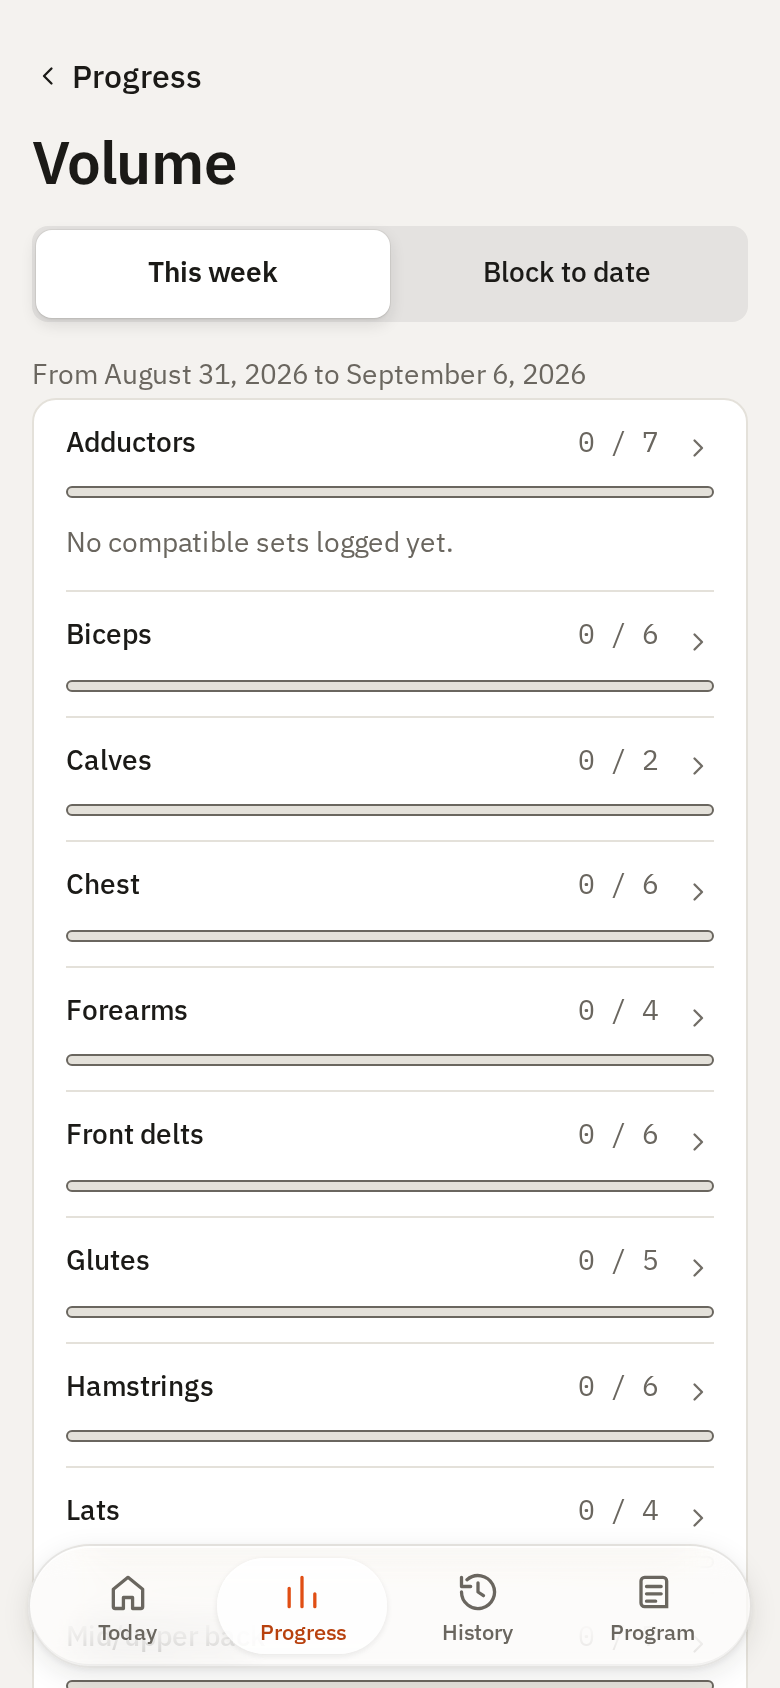 Progress
Volume
This week
Block to date
From August 31, 2026 to September 6, 2026
Adductors 0 / 7
No compatible sets logged yet.
Biceps 0 / 6
Calves 0 / 2
Chest 0 / 6
Forearms 0 / 4
Front delts 0 / 6
Glutes 0 / 5
Hamstrings 0 / 6
Lats 0 / 4
Mid/upper
Today
Progress
History
Program